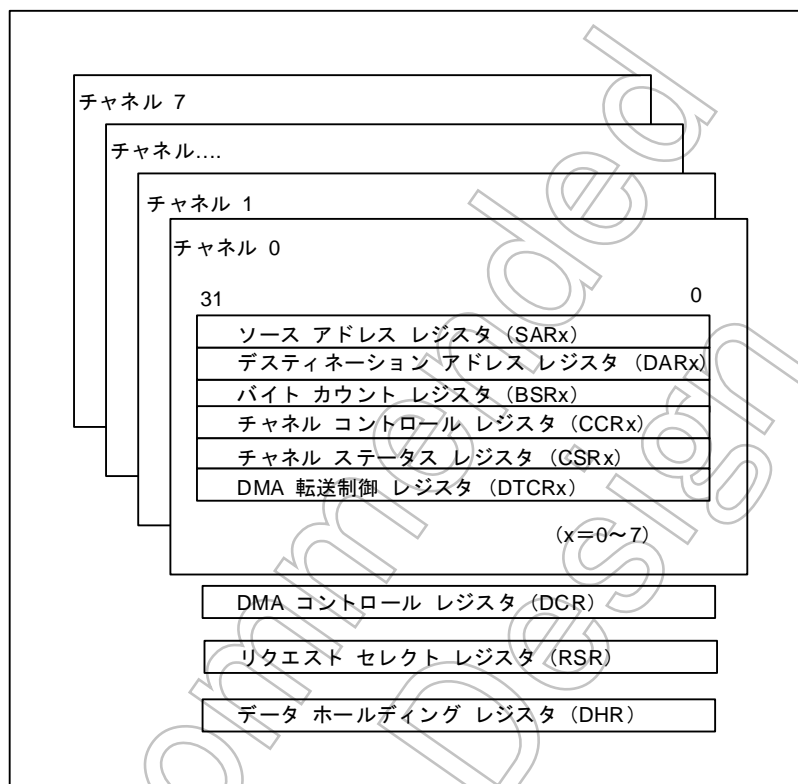 チャネル 7
チャネル....
チャネル 1
チャネル 0
31 0
ソース アドレス レジスタ (SARx)
デスティネーション アドレス レジスタ (DARx)
バイト カウント レジスタ (BSRx)
チャネル コントロール レジスタ (CCRx)
チャネル ステータス レジスタ (CSRx)
DMA 転送制御 レジスタ (DTCRx)
(x＝0～7)
DMA コントロール レジスタ (DCR)
リクエスト セレクト レジスタ (RSR)
データ ホールディング レジスタ (DHR)
ommended
Design